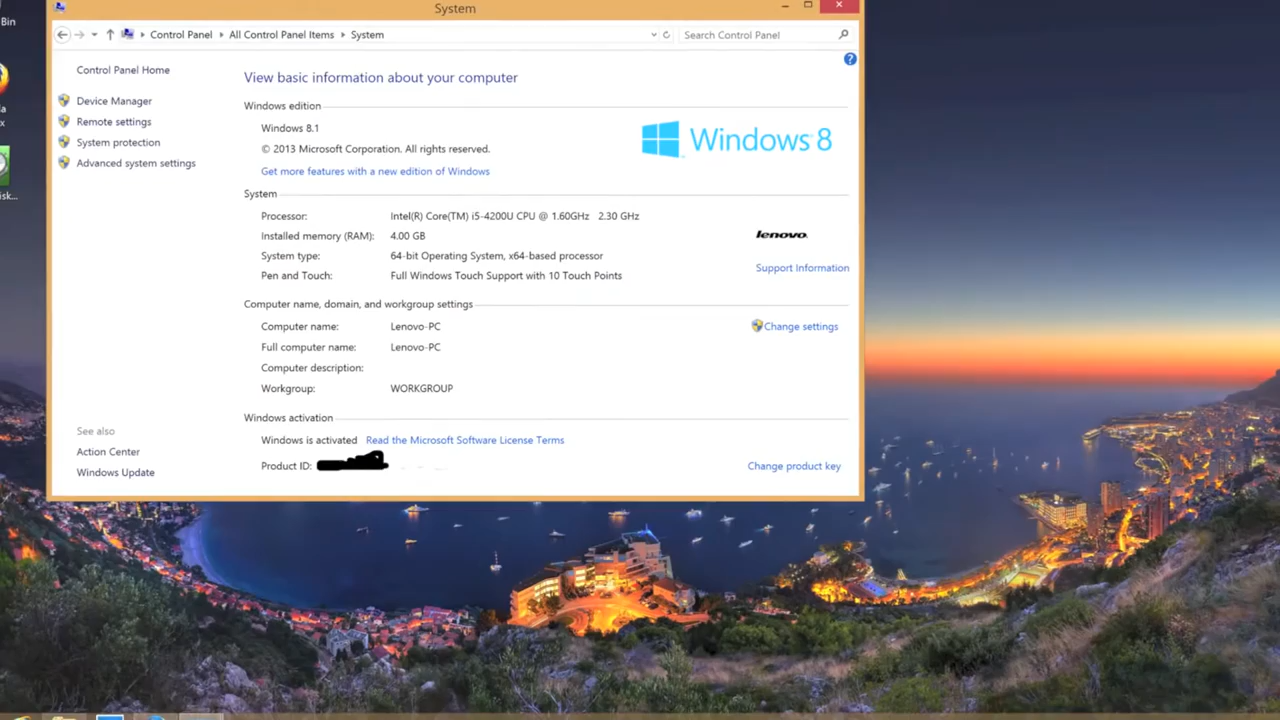 Bin
System
Control Panel All Control Panel Items System
Search Control Panel
Control Panel Home
Device Manager
Remote settings
System protection
Advanced system settings
View basic information about your computer
Windows edition
Windows 8.1
© 2013 Microsoft Corporation. All rights reserved.
Get more features with a new edition of Windows
Windows 8
System
Processor: Intel(R) Core(TM) i5-4200U CPU @ 1.60GHz 2.30 GHz
Installed memory (RAM): 4.00 GB
System type: 64-bit Operating System, x64-based processor
Pen and Touch: Full Windows Touch Support with 10 Touch Points
lenovo
Support Information
Computer name, domain, and workgroup settings
Computer name: Lenovo-PC
Change settings
Full computer name: Lenovo-PC
Computer description:
Workgroup: WORKGROUP
Windows activation
Windows is activated Read the Microsoft Software License Terms
Product ID:
Change product key
See also
Action Center
Windows Update
la
x
isk...